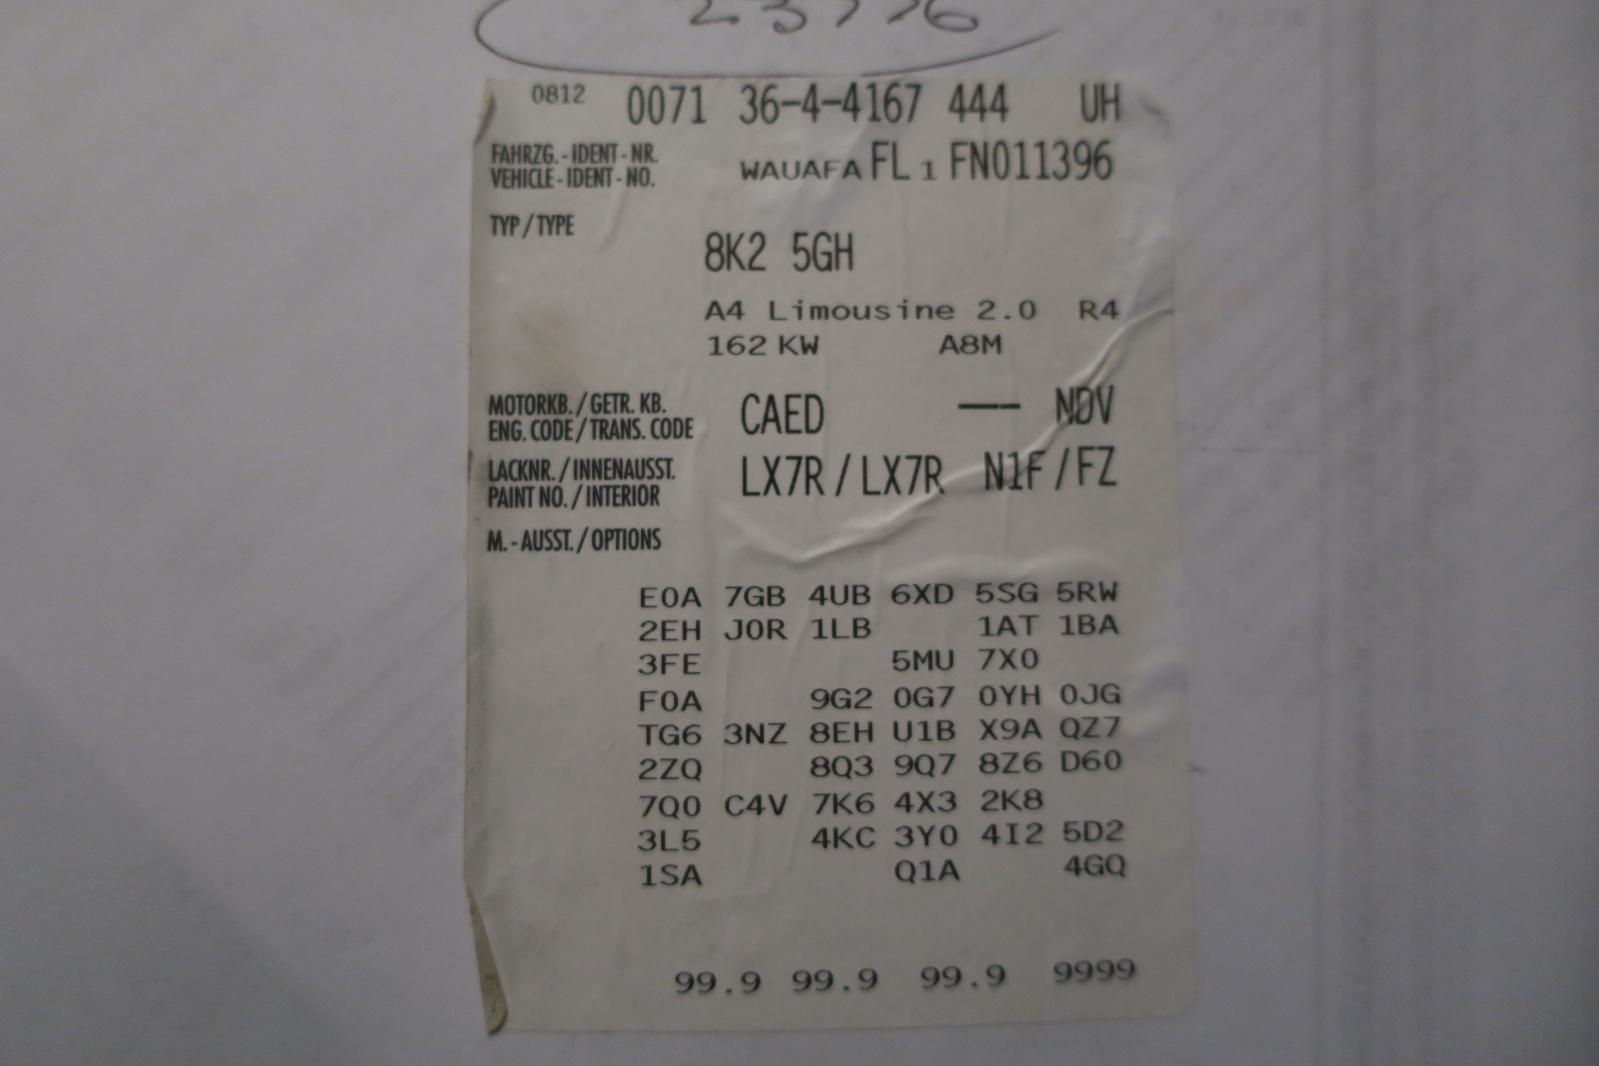 0812 0071 36-4-4167 444 UH
FAHRZG.-IDENT-NR.
VEHICLE-IDENT-NO. WAUAFA FL 1 FN011396
TYP/TYPE
8K2 5GH
A4 Limousine 2.0 R4
162 KW A8M
MOTORKB./GETR. KB.
ENG. CODE/TRANS. CODE CAED —— NDV
LACKNR./INNENAUSST.
PAINT NO./INTERIOR LX7R/LX7R N1F/FZ
M.-AUSST./OPTIONS
E0A 7GB 4UB 6XD 5SG 5RW
2EH J0R 1LB 1AT 1BA
3FE 5MU 7X0
F0A 9G2 0G7 0YH 0JG
TG6 3NZ 8EH U1B X9A QZ7
2ZQ 8Q3 9Q7 8Z6 D60
7Q0 C4V 7K6 4X3 2K8
3L5 4KC 3Y0 4I2 5D2
1SA Q1A 4GQ
99.9 99.9 99.9 9999